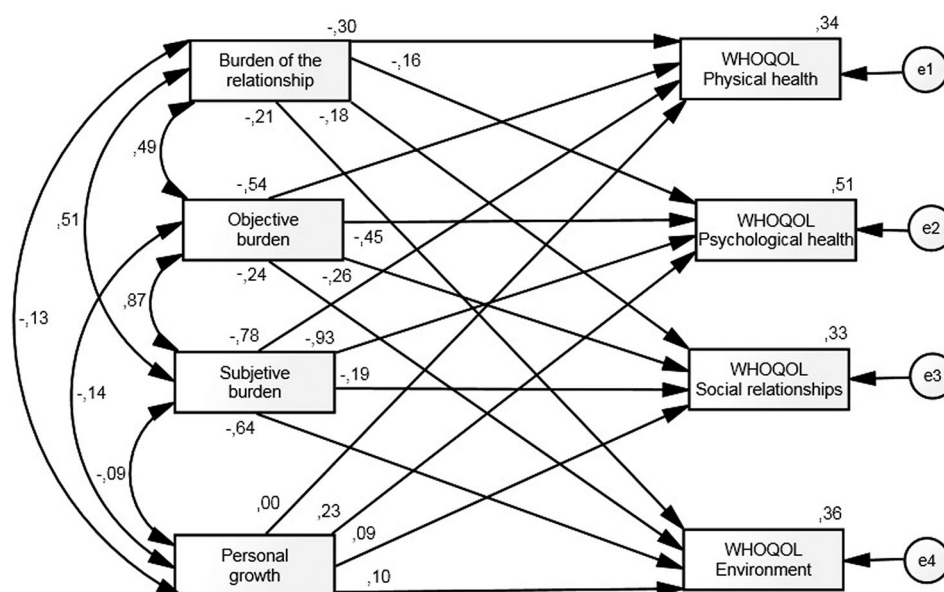 -,30
,34
Burden of the
relationship
-,16
WHOQOL
Physical health
e1
-,21
-,18
,49
-,54
,51
Objective
burden
-,45
WHOQOL
Psychological health
e2
,51
-,24
-,26
,87
-,13
-,78
-,93
,33
Subjetive
burden
-,19
WHOQOL
Social relationships
e3
-,14
-,64
-,09
,00
,23
,09
,36
Personal
growth
,10
WHOQOL
Environment
e4